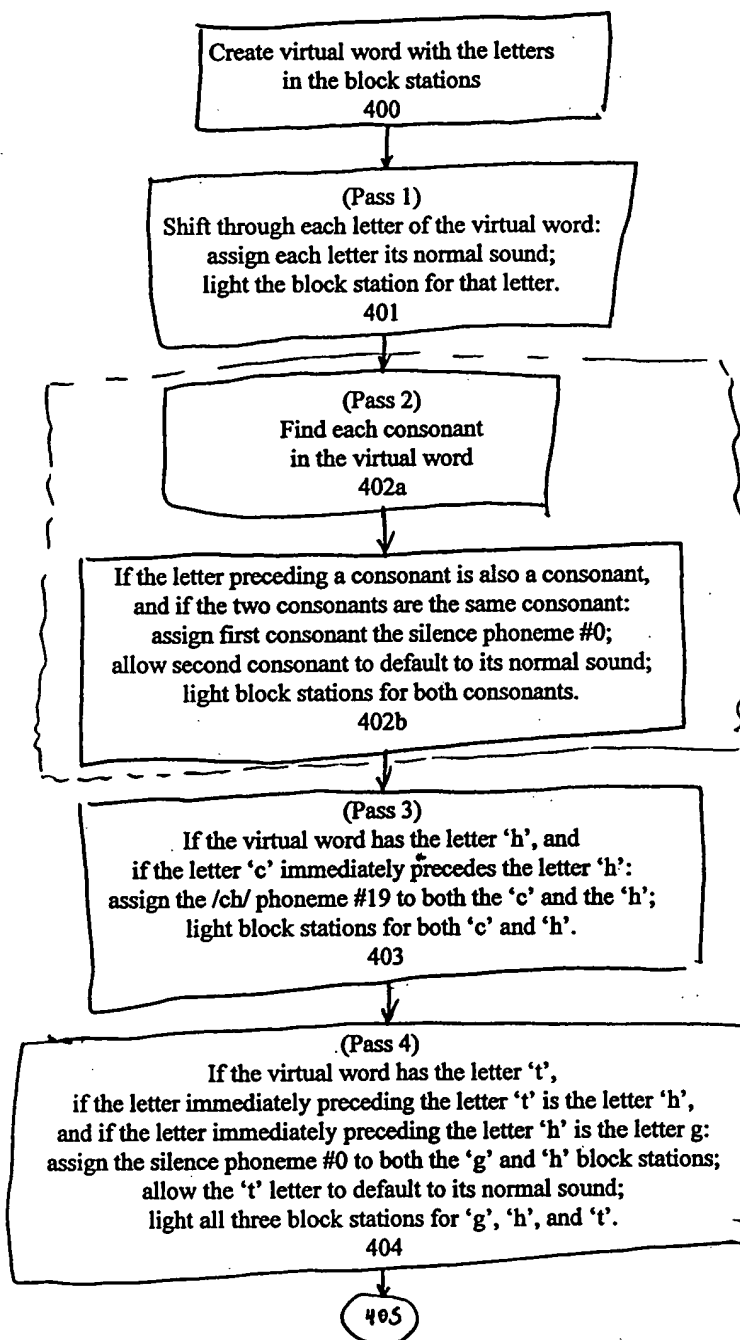 Create virtual word with the letters
in the block stations
400
(Pass 1)
Shift through each letter of the virtual word:
assign each letter its normal sound;
light the block station for that letter.
401
(Pass 2)
Find each consonant
in the virtual word
402a
If the letter preceding a consonant is also a consonant,
and if the two consonants are the same consonant:
assign first consonant the silence phoneme #0;
allow second consonant to default to its normal sound;
light block stations for both consonants.
402b
(Pass 3)
If the virtual word has the letter ‘h’, and
if the letter ‘c’ immediately precedes the letter ‘h’:
assign the /ch/ phoneme #19 to both the ‘c’ and the ‘h’;
light block stations for both ‘c’ and ‘h’.
403
(Pass 4)
If the virtual word has the letter ‘t’,
if the letter immediately preceding the letter ‘t’ is the letter ‘h’,
and if the letter immediately preceding the letter ‘h’ is the letter g:
assign the silence phoneme #0 to both the ‘g’ and ‘h’ block stations;
allow the ‘t’ letter to default to its normal sound;
light all three block stations for ‘g’, ‘h’, and ‘t’.
404
405